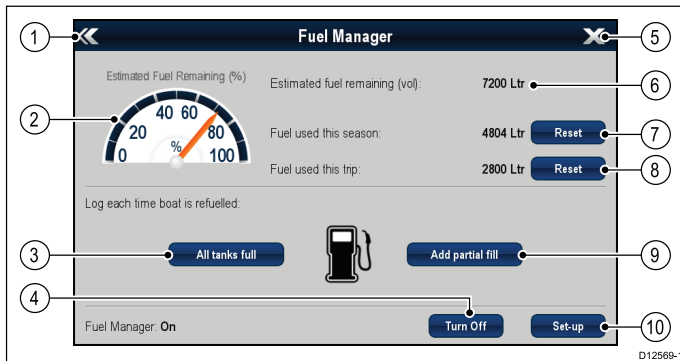 Fuel Manager
1
5
Estimated Fuel Remaining (%)
Estimated fuel remaining (vol): 7200 Ltr
6
2
0 20 40 60 80 100
%
Fuel used this season: 4804 Ltr Reset
7
Fuel used this trip: 2800 Ltr Reset
8
Log each time boat is refuelled:
3
All tanks full
Add partial fill
9
4
Fuel Manager: On
Turn Off
Set-up
10
D12569-1